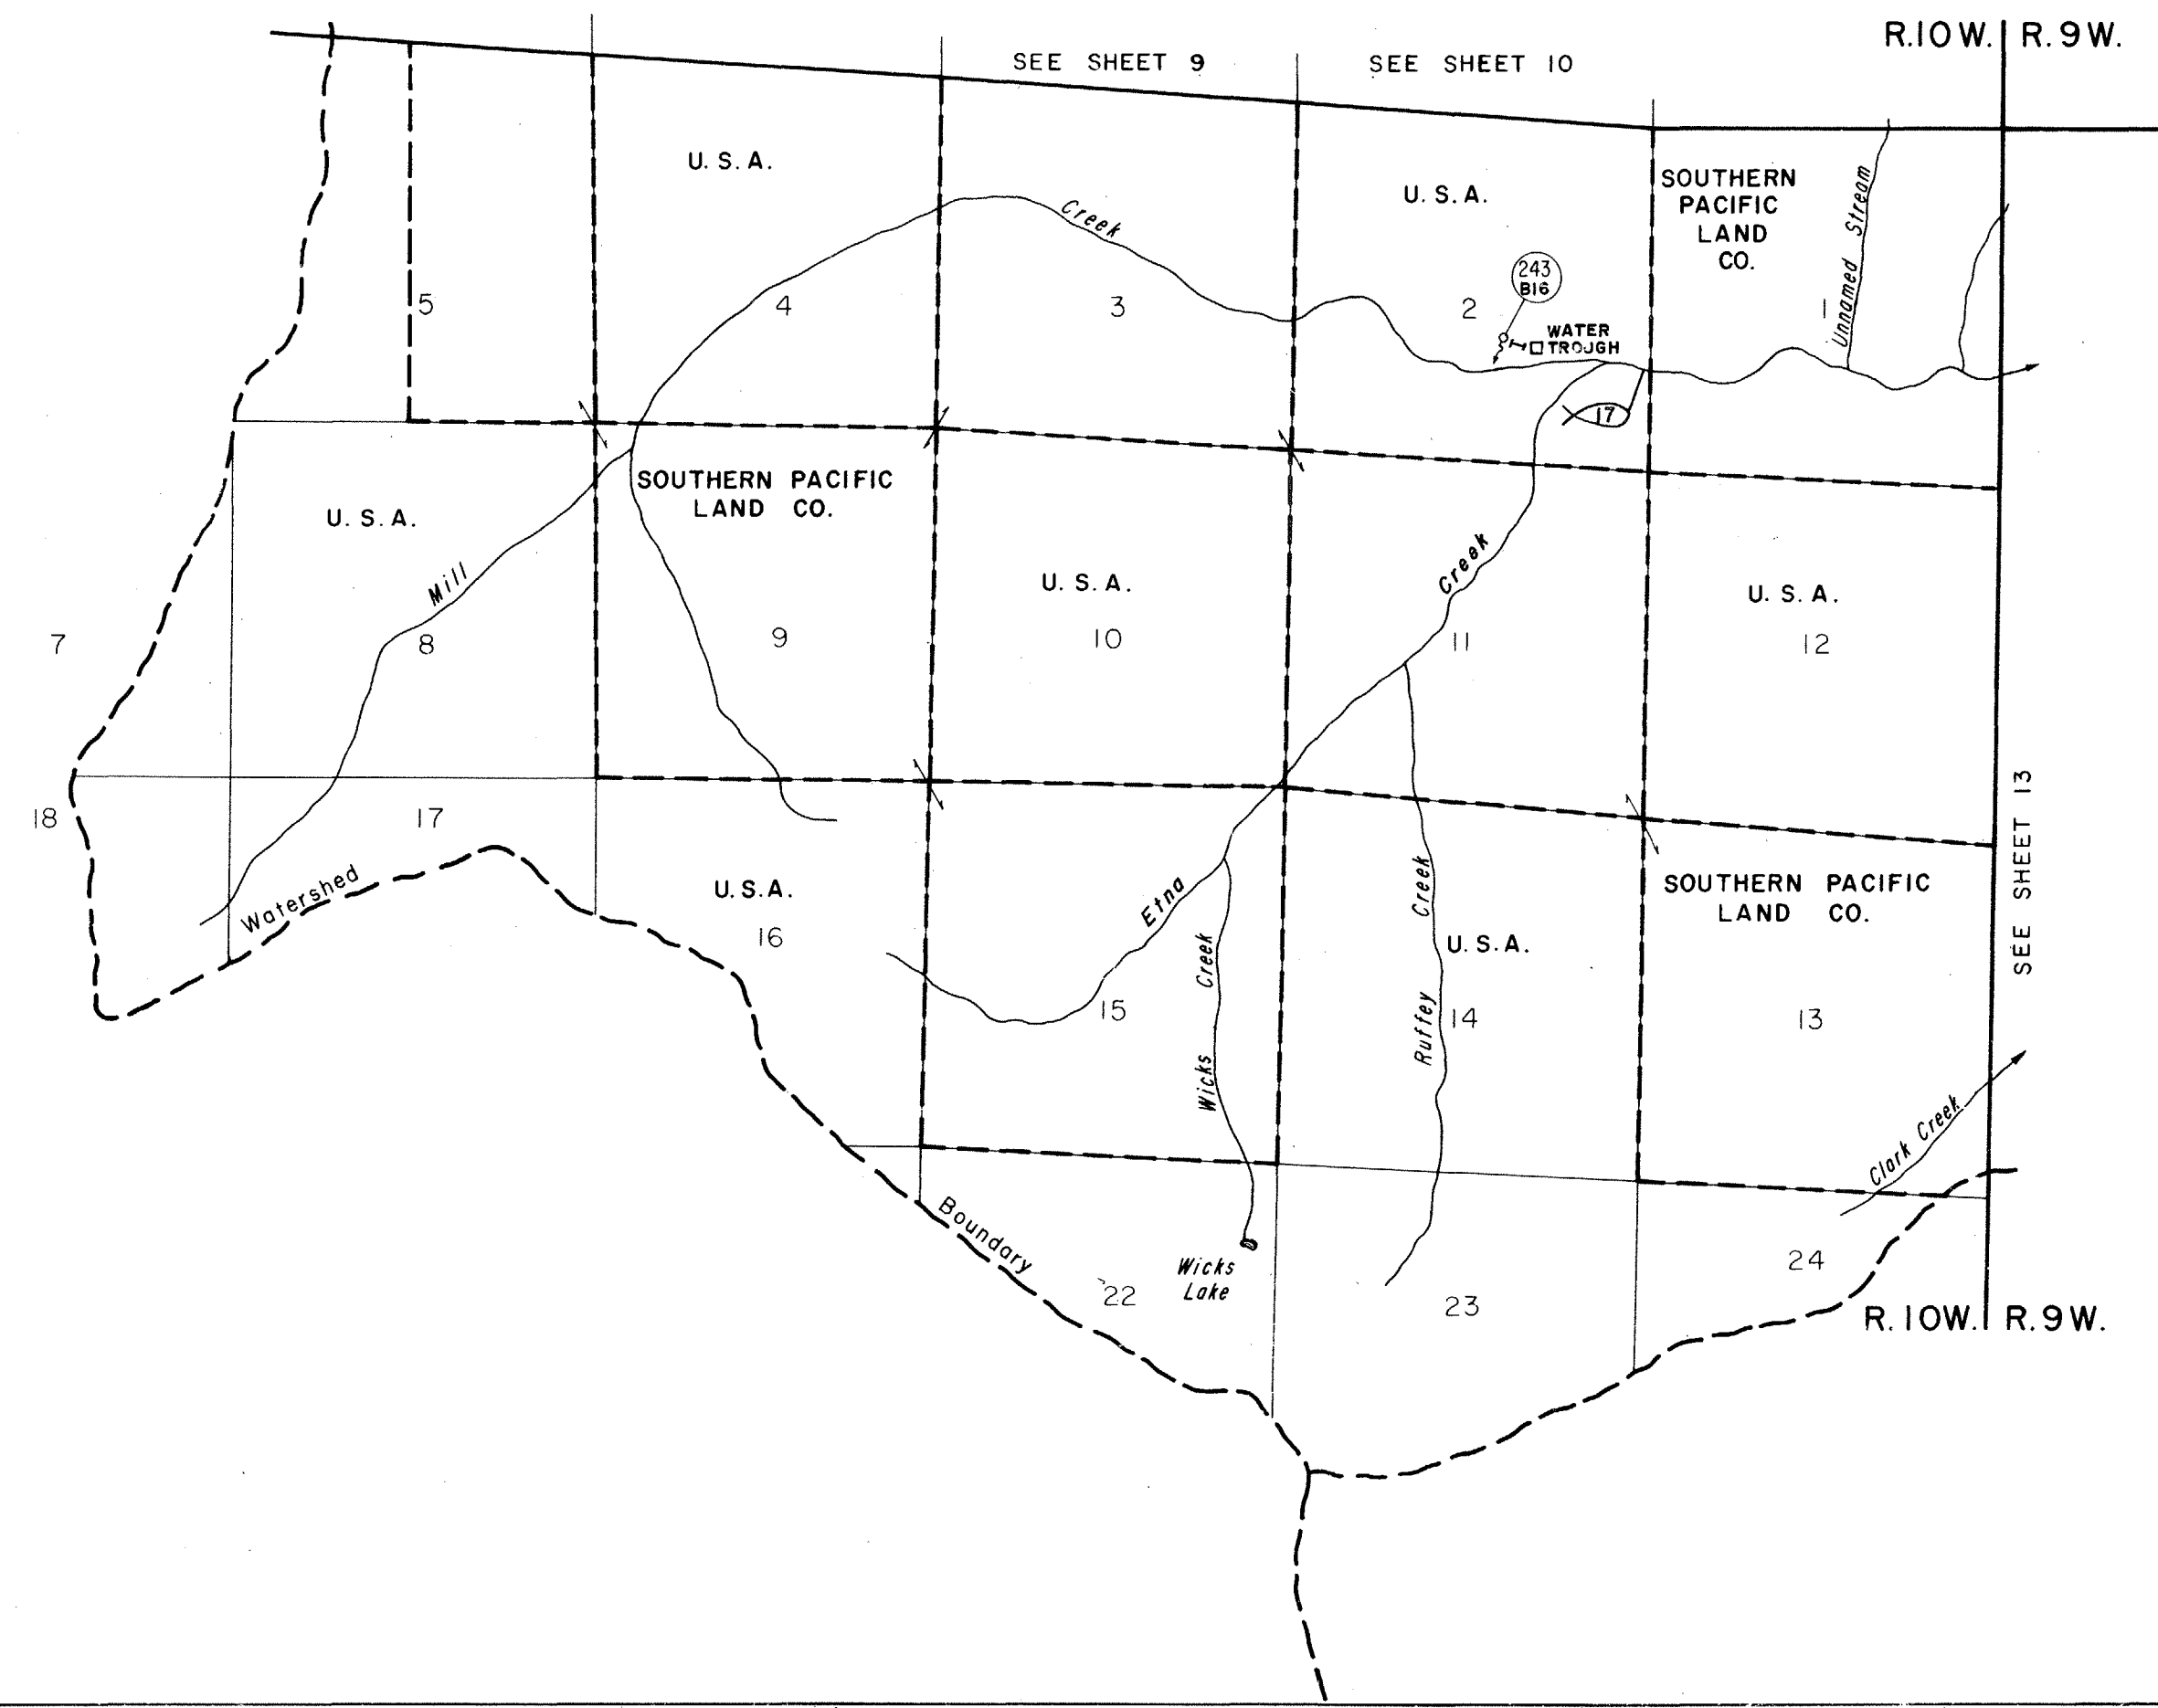 R.10W. R.9W.
SEE SHEET 9
SEE SHEET 10
U.S.A.
U.S.A.
SOUTHERN
PACIFIC
LAND
CO.
Unnamed Stream
Creek
243
B16
5
4
3
2
1
WATER
TROUGH
17
SOUTHERN PACIFIC
LAND CO.
U.S.A.
Mill
U.S.A.
Creek
U.S.A.
7
8
9
10
11
12
18
17
Watershed
U.S.A.
16
Etna
Wicks Creek
Ruffey Creek
U.S.A.
SOUTHERN PACIFIC
LAND CO.
SEE SHEET 13
15
14
13
Clark Creek
Boundary
Wicks
Lake
22
23
24
R.10W. R.9W.